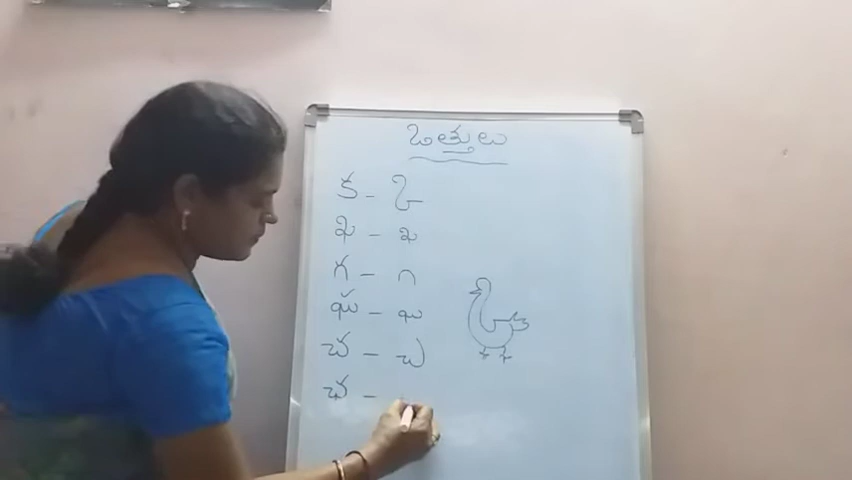 ఒత్తులు
క - ్క
ఖ - ్ఖ
గ - ్గ
ఘ - ్ఘ
చ - ్చ
ఛ -